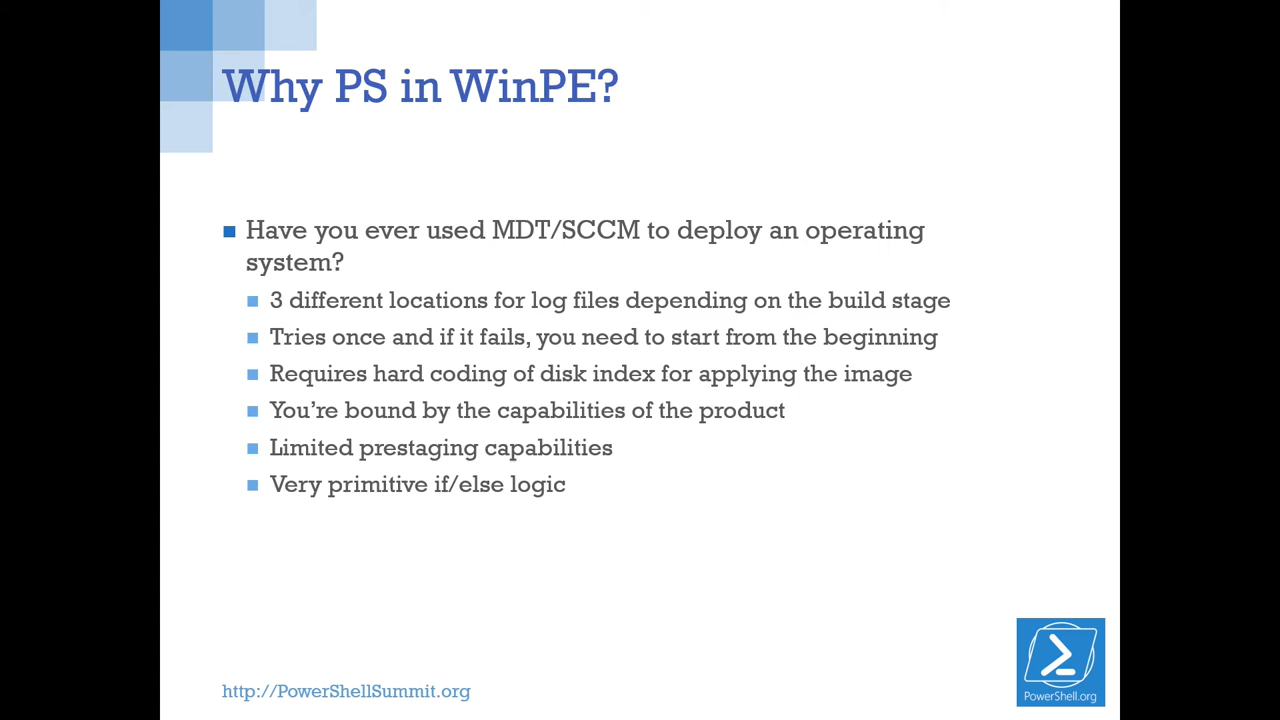 Why PS in WinPE?
Have you ever used MDT/SCCM to deploy an operating
system?
3 different locations for log files depending on the build stage
Tries once and if it fails, you need to start from the beginning
Requires hard coding of disk index for applying the image
You're bound by the capabilities of the product
Limited prestaging capabilities
Very primitive if/else logic
http://PowerShellSummit.org
PowerShell.org